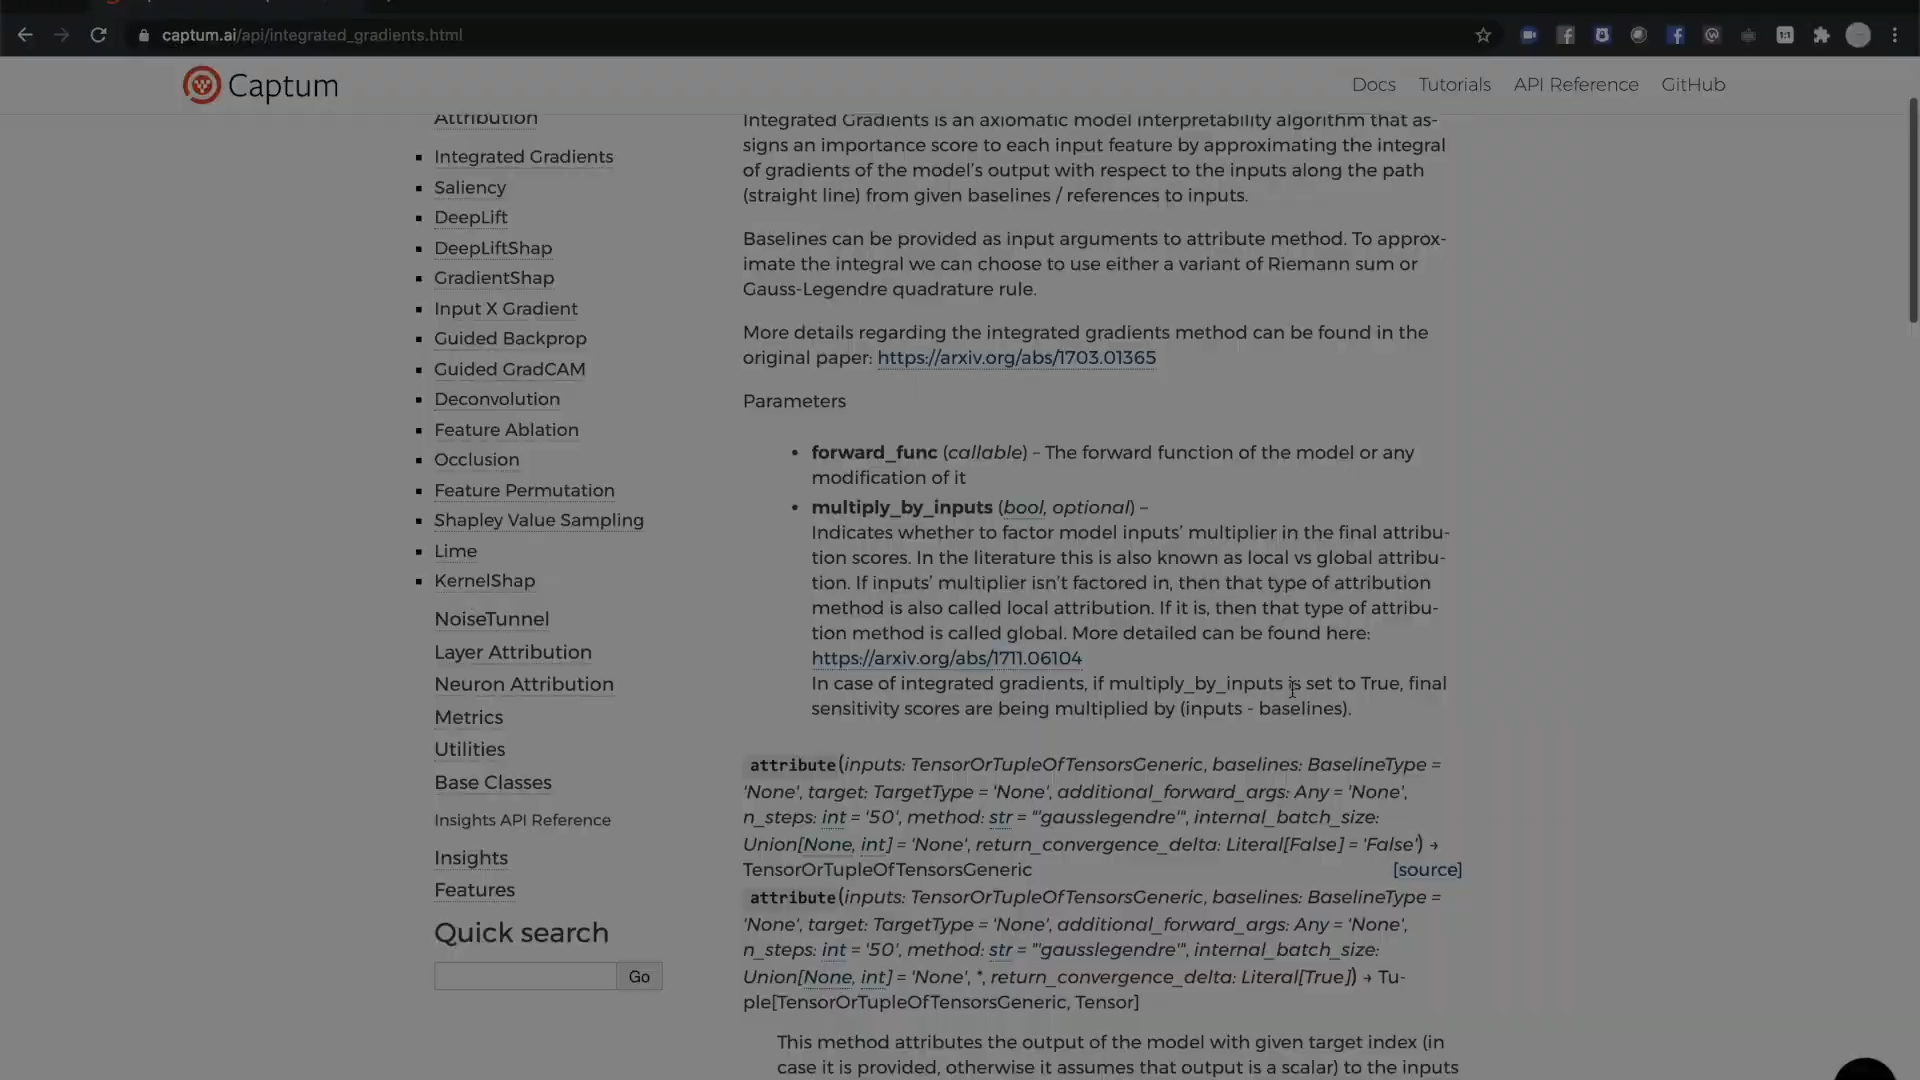 captum.ai/api/integrated_gradients.html
1:1
Captum
Docs Tutorials API Reference GitHub
Attribution
Integrated Gradients
Saliency
DeepLift
DeepLiftShap
GradientShap
Input X Gradient
Guided Backprop
Guided GradCAM
Deconvolution
Feature Ablation
Occlusion
Feature Permutation
Shapley Value Sampling
Lime
KernelShap
NoiseTunnel
Layer Attribution
Neuron Attribution
Metrics
Utilities
Base Classes
Insights API Reference
Insights
Features
Quick search
Go
Integrated Gradients is an axiomatic model interpretability algorithm that as-
signs an importance score to each input feature by approximating the integral
of gradients of the model’s output with respect to the inputs along the path
(straight line) from given baselines / references to inputs.
Baselines can be provided as input arguments to attribute method. To approx-
imate the integral we can choose to use either a variant of Riemann sum or
Gauss-Legendre quadrature rule.
More details regarding the integrated gradients method can be found in the
original paper: https://arxiv.org/abs/1703.01365
Parameters
• forward_func (callable) – The forward function of the model or any
modification of it
• multiply_by_inputs (bool, optional) –
Indicates whether to factor model inputs’ multiplier in the final attribu-
tion scores. In the literature this is also known as local vs global attribu-
tion. If inputs’ multiplier isn’t factored in, then that type of attribution
method is also called local attribution. If it is, then that type of attribu-
tion method is called global. More detailed can be found here:
https://arxiv.org/abs/1711.06104
In case of integrated gradients, if multiply_by_inputs is set to True, final
sensitivity scores are being multiplied by (inputs - baselines).
attribute(inputs: TensorOrTupleOfTensorsGeneric, baselines: BaselineType =
'None', target: TargetType = 'None', additional_forward_args: Any = 'None',
n_steps: int = '50', method: str = "'gausslegendre'", internal_batch_size:
Union[None, int] = 'None', return_convergence_delta: Literal[False] = 'False') →
TensorOrTupleOfTensorsGeneric [source]
attribute(inputs: TensorOrTupleOfTensorsGeneric, baselines: BaselineType =
'None', target: TargetType = 'None', additional_forward_args: Any = 'None',
n_steps: int = '50', method: str = "'gausslegendre'", internal_batch_size:
Union[None, int] = 'None', *, return_convergence_delta: Literal[True]) → Tu-
ple[TensorOrTupleOfTensorsGeneric, Tensor]
This method attributes the output of the model with given target index (in
case it is provided, otherwise it assumes that output is a scalar) to the inputs